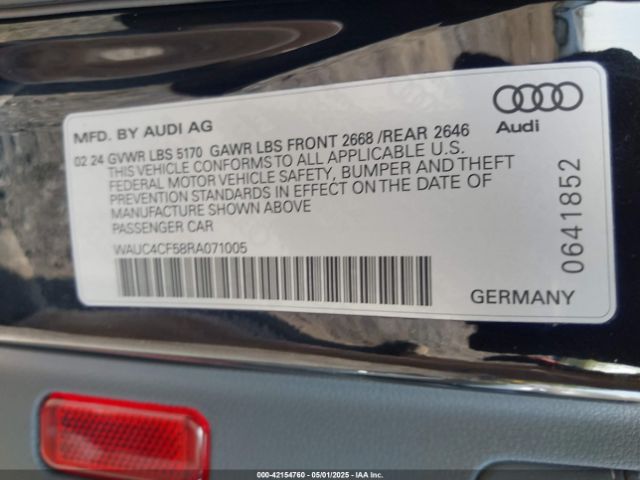 MFD. BY AUDI AG
Audi
02 24 GVWR LBS 5170 GAWR LBS FRONT 2668 /REAR 2646
THIS VEHICLE CONFORMS TO ALL APPLICABLE U.S.
FEDERAL MOTOR VEHICLE SAFETY, BUMPER AND THEFT
PREVENTION STANDARDS IN EFFECT ON THE DATE OF
MANUFACTURE SHOWN ABOVE
PASSENGER CAR
WAUC4CF58RA071005
0641852
GERMANY
000-42154760 - 05/01/2025 - IAA Inc.